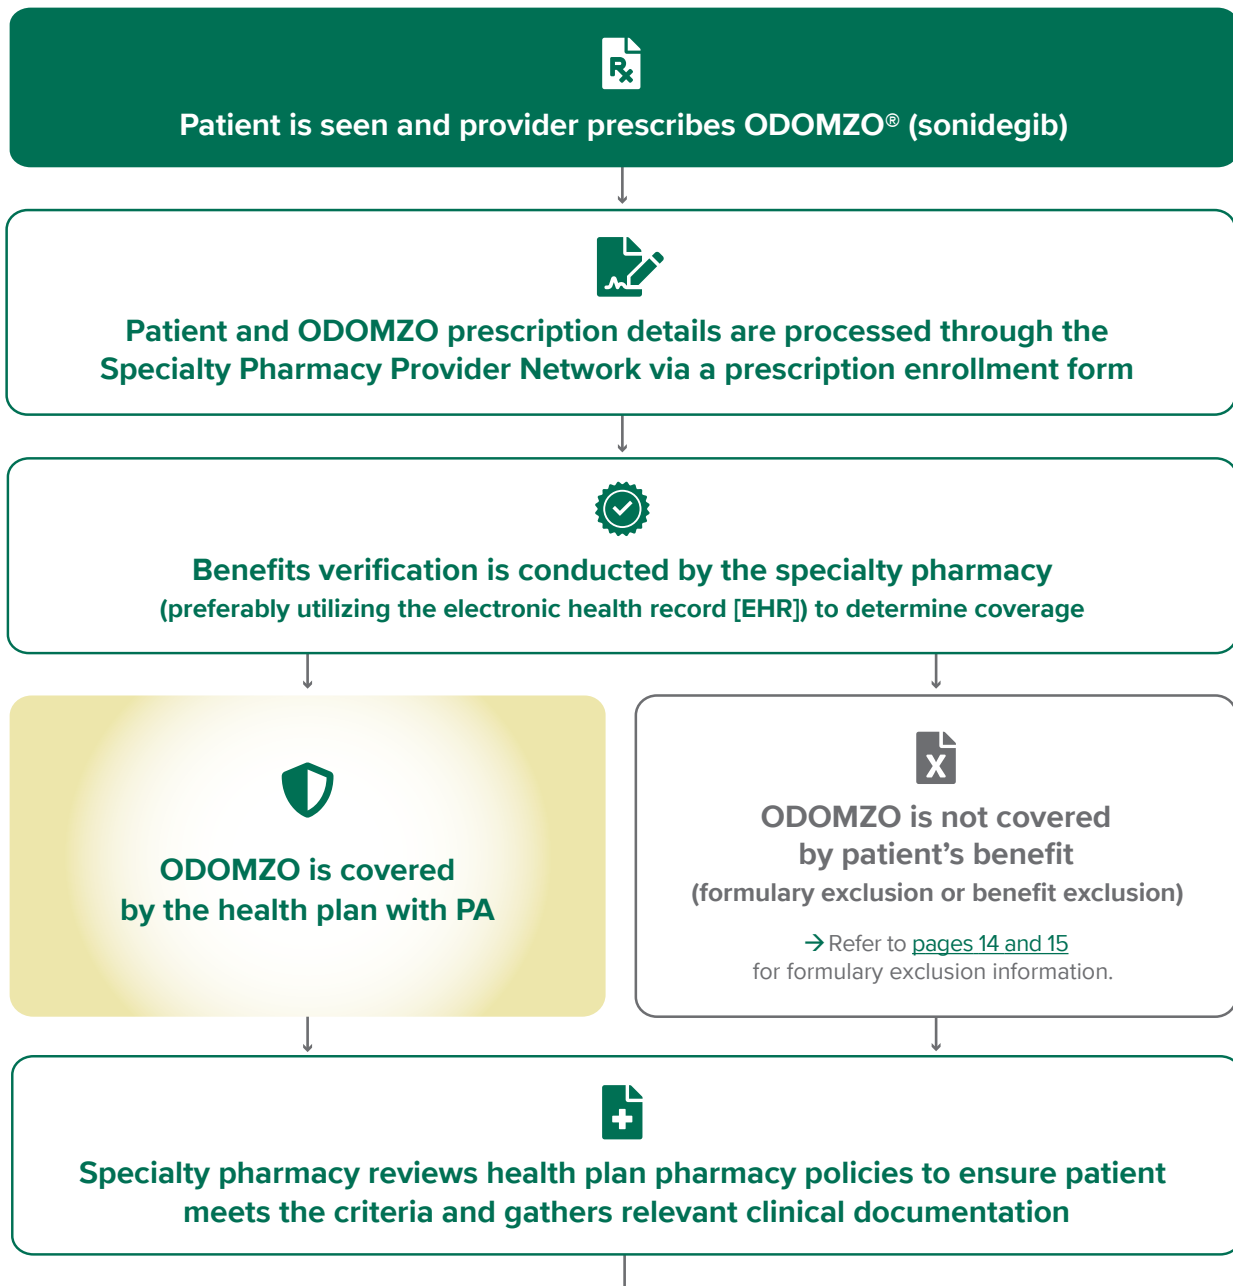 Rx
Patient is seen and provider prescribes ODOMZO® (sonidegib)
Patient and ODOMZO prescription details are processed through the
Specialty Pharmacy Provider Network via a prescription enrollment form
Benefits verification is conducted by the specialty pharmacy
(preferably utilizing the electronic health record [EHR]) to determine coverage
ODOMZO is covered
by the health plan with PA
X
ODOMZO is not covered
by patient’s benefit
(formulary exclusion or benefit exclusion)
→ Refer to pages 14 and 15
for formulary exclusion information.
Specialty pharmacy reviews health plan pharmacy policies to ensure patient
meets the criteria and gathers relevant clinical documentation